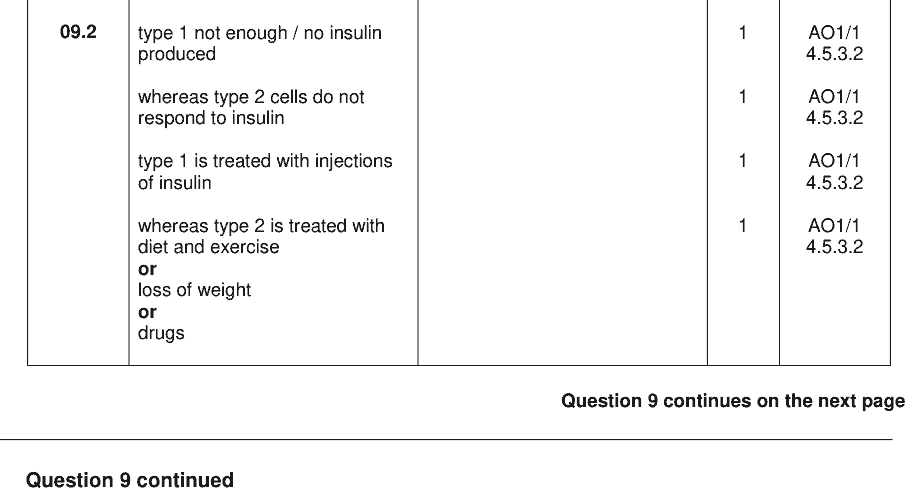 09.2 type 1 not enough / no insulin 1 AO1/1
produced 4.5.3.2
whereas type 2 cells do not 1 AO1/1
respond to insulin 4.5.3.2
type 1 is treated with injections 1 AO1/1
of insulin 4.5.3.2
whereas type 2 is treated with 1 AO1/1
diet and exercise 4.5.3.2
or
loss of weight
or
drugs
Question 9 continues on the next page
Question 9 continued